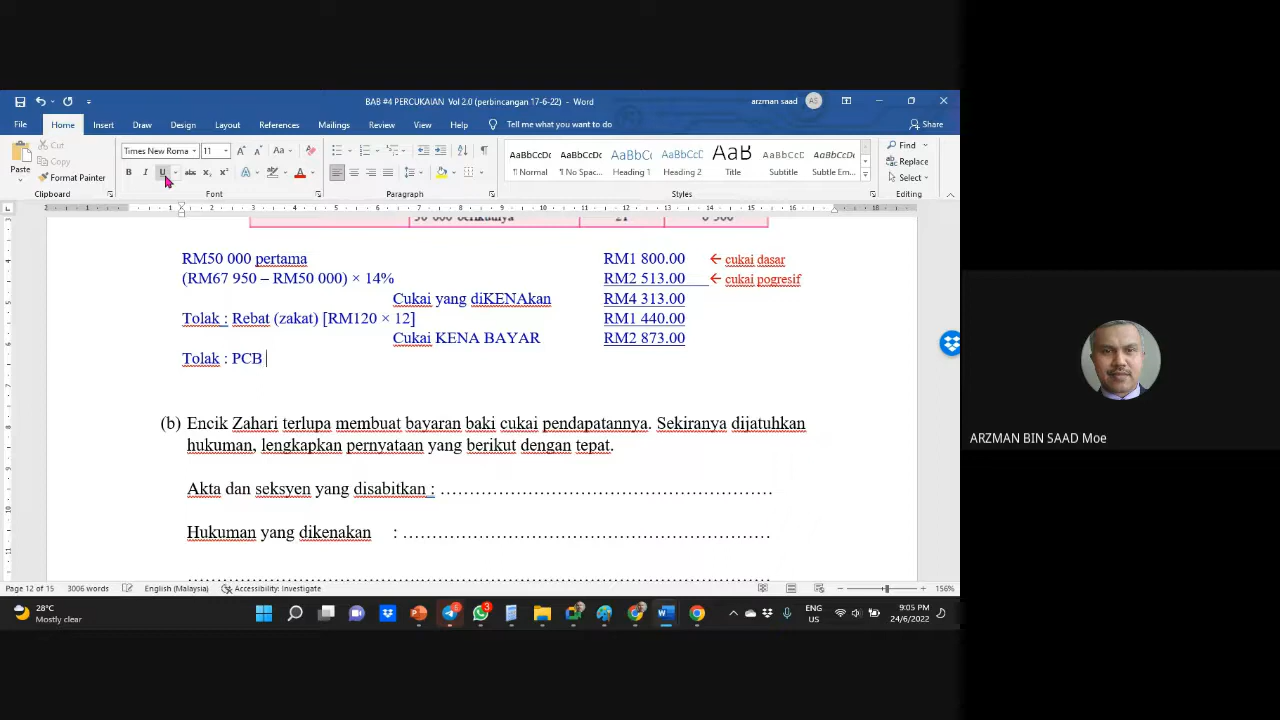 BAB #4 PERCUKAIAN Vol 2.0 (perbincangan 17-6-22) - Word
arzman saad
AS
File Home Insert Draw Design Layout References Mailings Review View Help Tell me what you want to do
Share
Paste
Cut
Copy
Format Painter
Clipboard
Times New Roma 11
Font
Paragraph
AaBbCcDc AaBbCcDc AaBbCc AaBbCcD AaB AaBbCcD AaBbCcDc
¶ Normal ¶ No Spac... Heading 1 Heading 2 Title Subtitle Subtle Em...
Styles
Find
Replace
Select
Editing
50 000 berikutnya 21
RM50 000 pertama RM1 800.00 ← cukai dasar
(RM67 950 – RM50 000) × 14% RM2 513.00 ← cukai pogresif
Cukai yang diKENAkan RM4 313.00
Tolak : Rebat (zakat) [RM120 × 12] RM1 440.00
Cukai KENA BAYAR RM2 873.00
Tolak : PCB
(b) Encik Zahari terlupa membuat bayaran baki cukai pendapatannya. Sekiranya dijatuhkan
hukuman, lengkapkan pernyataan yang berikut dengan tepat.
Akta dan seksyen yang disabitkan : ……………………………………………………
Hukuman yang dikenakan : …………………………………………………………
……………………………………………………………………………………………
Page 12 of 15 3006 words English (Malaysia) Accessibility: Investigate 156%
28°C
Mostly clear
ENG
US
9:05 PM
24/6/2022
ARZMAN BIN SAAD Moe